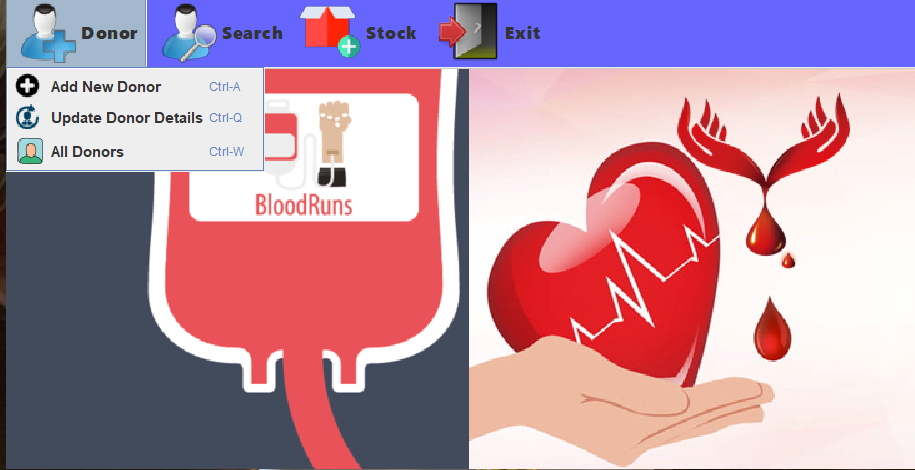 Donor Search Stock Exit
Add New Donor Ctrl-A
Update Donor Details Ctrl-Q
All Donors Ctrl-W
BloodRuns